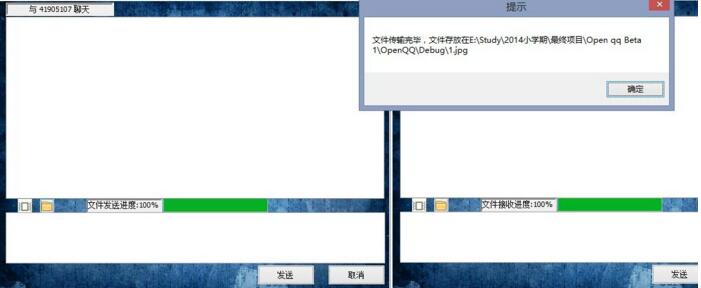 与 41905107 聊天
提示
文件传输完毕，文件存放在E:\Study\2014小学期\最终项目\Open qq Beta
1\OpenQQ\Debug\1.jpg
确定
文件发送进度:100%
文件接收进度:100%
发送
取消
发送